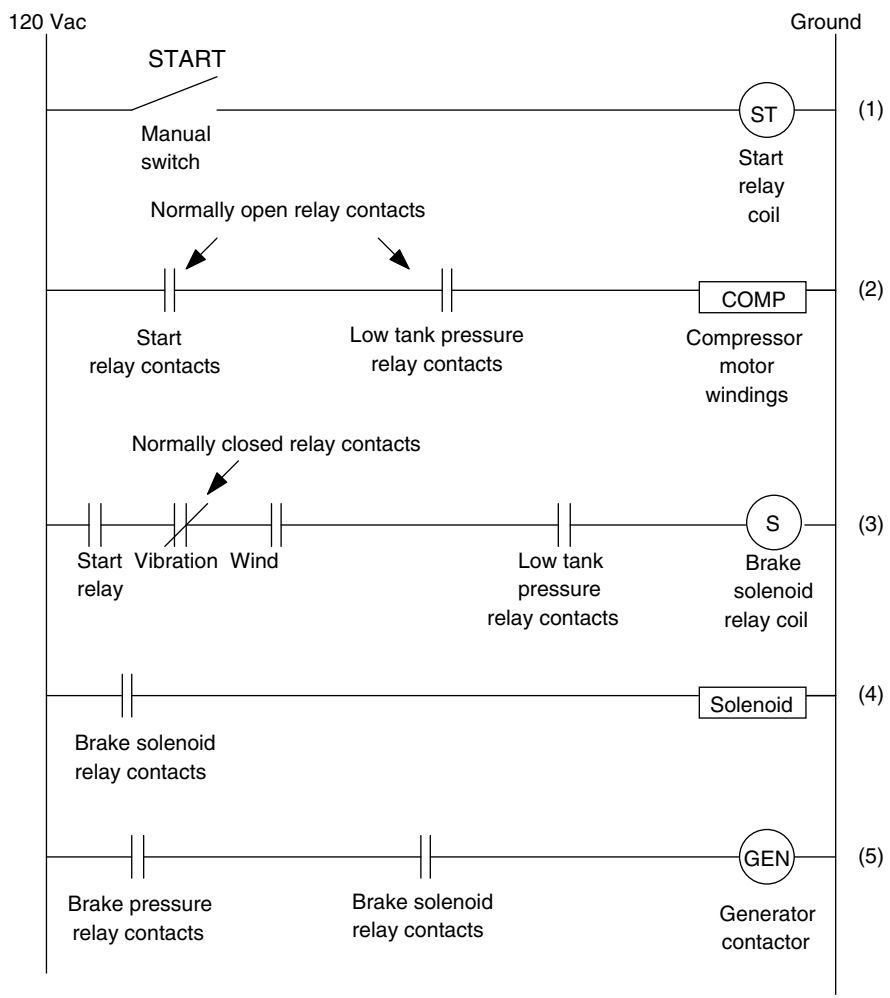 120 Vac
Ground
START
ST
(1)
Manual
switch
Start
relay
coil
Normally open relay contacts
COMP
(2)
Start
relay contacts
Low tank pressure
relay contacts
Compressor
motor
windings
Normally closed relay contacts
S
(3)
Start
relay
Vibration
Wind
Low tank
pressure
relay contacts
Brake
solenoid
relay coil
Solenoid
(4)
Brake solenoid
relay contacts
GEN
(5)
Brake pressure
relay contacts
Brake solenoid
relay contacts
Generator
contactor